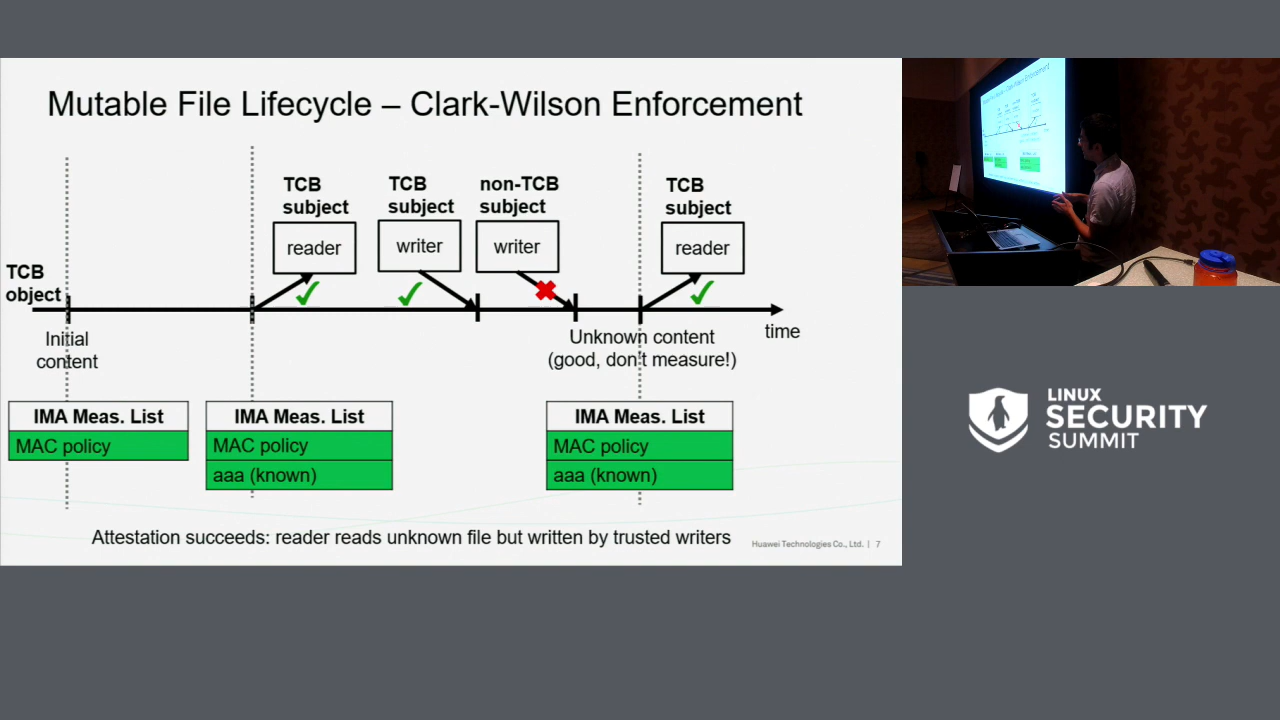 Mutable File Lifecycle – Clark-Wilson Enforcement
TCB
subject
TCB
subject
non-TCB
subject
TCB
subject
reader
writer
writer
reader
TCB
object
Initial
content
Unknown content
(good, don't measure!)
time
IMA Meas. List
MAC policy
IMA Meas. List
MAC policy
aaa (known)
IMA Meas. List
MAC policy
aaa (known)
Attestation succeeds: reader reads unknown file but written by trusted writers
Huawei Technologies Co., Ltd. | 7
LINUX
SECURITY
SUMMIT